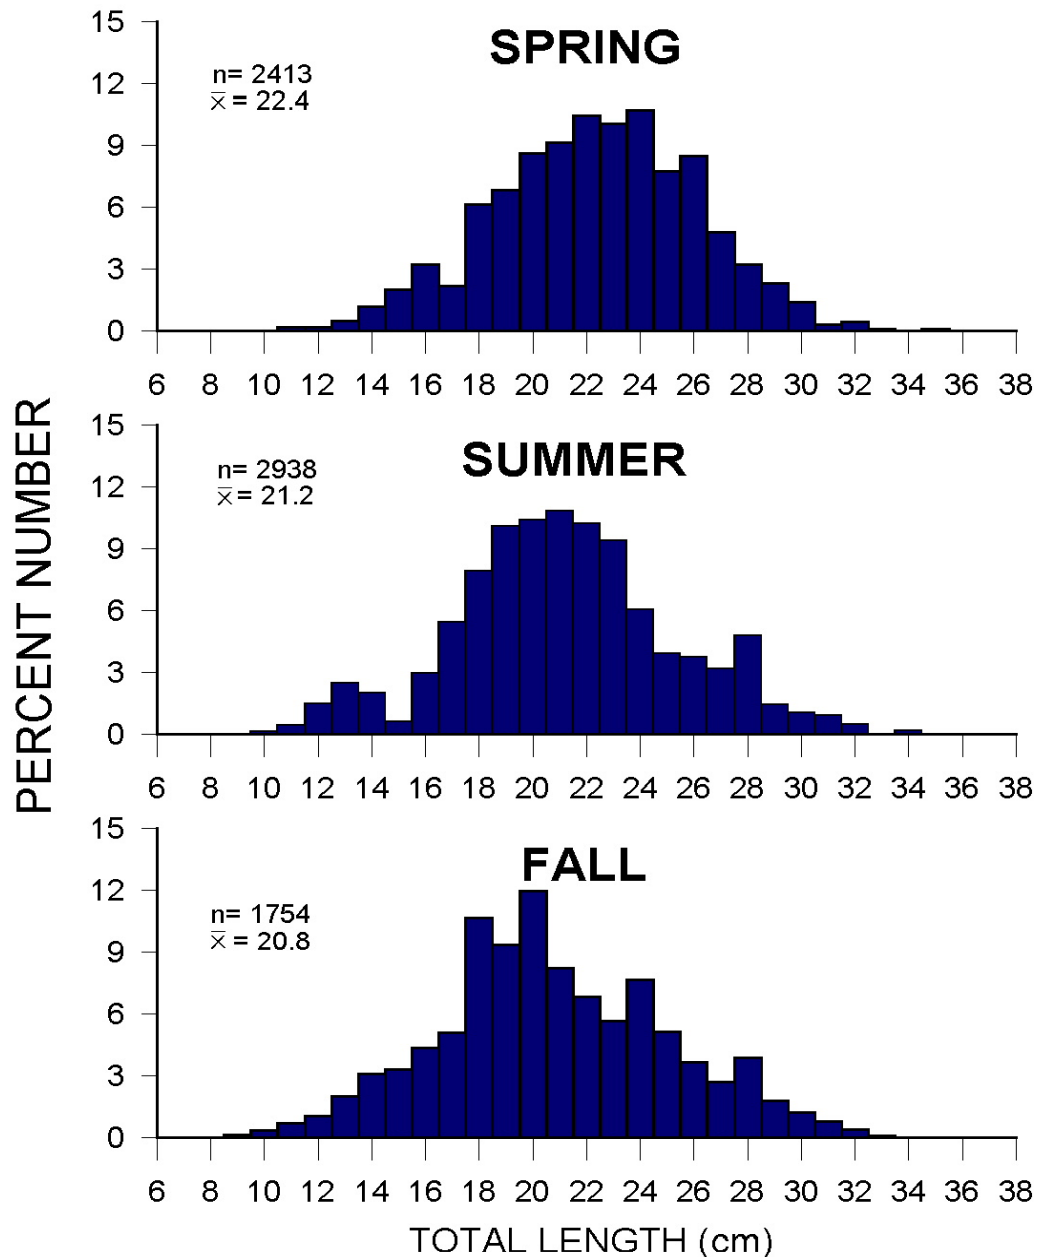 PERCENT NUMBER
SPRING
n= 2413
x̅ = 22.4
15
12
9
6
3
0
6 8 10 12 14 16 18 20 22 24 26 28 30 32 34 36 38
SUMMER
n= 2938
x̅ = 21.2
15
12
9
6
3
0
6 8 10 12 14 16 18 20 22 24 26 28 30 32 34 36 38
FALL
n= 1754
x̅ = 20.8
15
12
9
6
3
0
6 8 10 12 14 16 18 20 22 24 26 28 30 32 34 36 38
TOTAL LENGTH (cm)